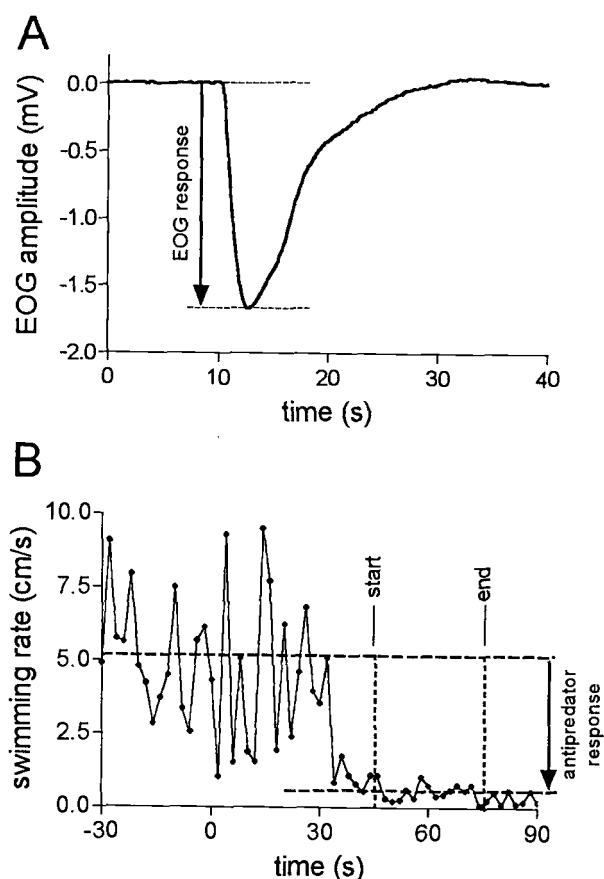 A
EOG amplitude (mV)
0.0
-0.5
-1.0
-1.5
-2.0
EOG response
0 10 20 30 40
time (s)
B
swimming rate (cm/s)
10.0
7.5
5.0
2.5
0.0
start
end
antipredator
response
-30 0 30 60 90
time (s)